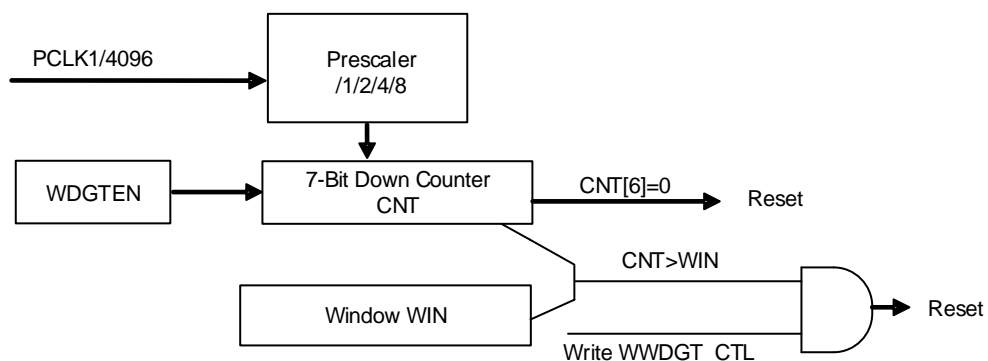 PCLK1/4096
Prescaler
/1/2/4/8
WDGTEN
7-Bit Down Counter
CNT
CNT[6]=0
Reset
CNT>WIN
Window WIN
Reset
Write WWDGT_CTL